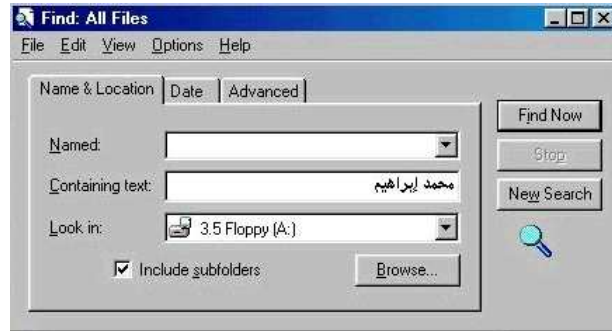 Find: All Files
File Edit View Options Help
Name & Location Date Advanced
Named:
Containing text: محمد إبراهيم
Look in: 3.5 Floppy (A:)
Include subfolders
Browse...
Find Now
Stop
New Search